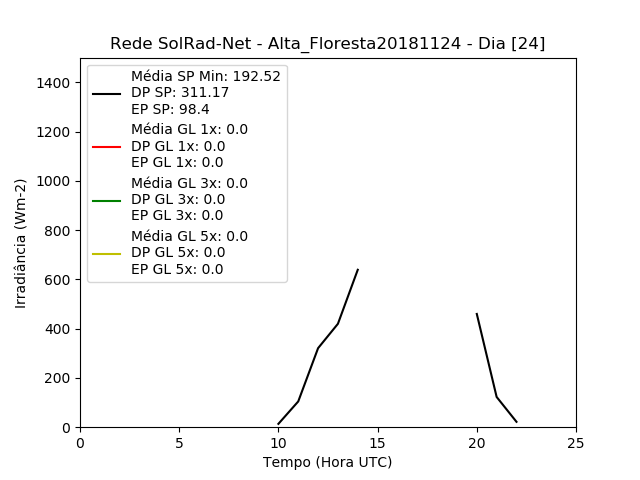 Rede SolRad-Net - Alta_Floresta20181124 - Dia [24]
Irradiância (Wm-2)
1400
1200
1000
800
600
400
200
0
Média SP Min: 192.52
DP SP: 311.17
EP SP: 98.4
Média GL 1x: 0.0
DP GL 1x: 0.0
EP GL 1x: 0.0
Média GL 3x: 0.0
DP GL 3x: 0.0
EP GL 3x: 0.0
Média GL 5x: 0.0
DP GL 5x: 0.0
EP GL 5x: 0.0
0 5 10 15 20 25
Tempo (Hora UTC)